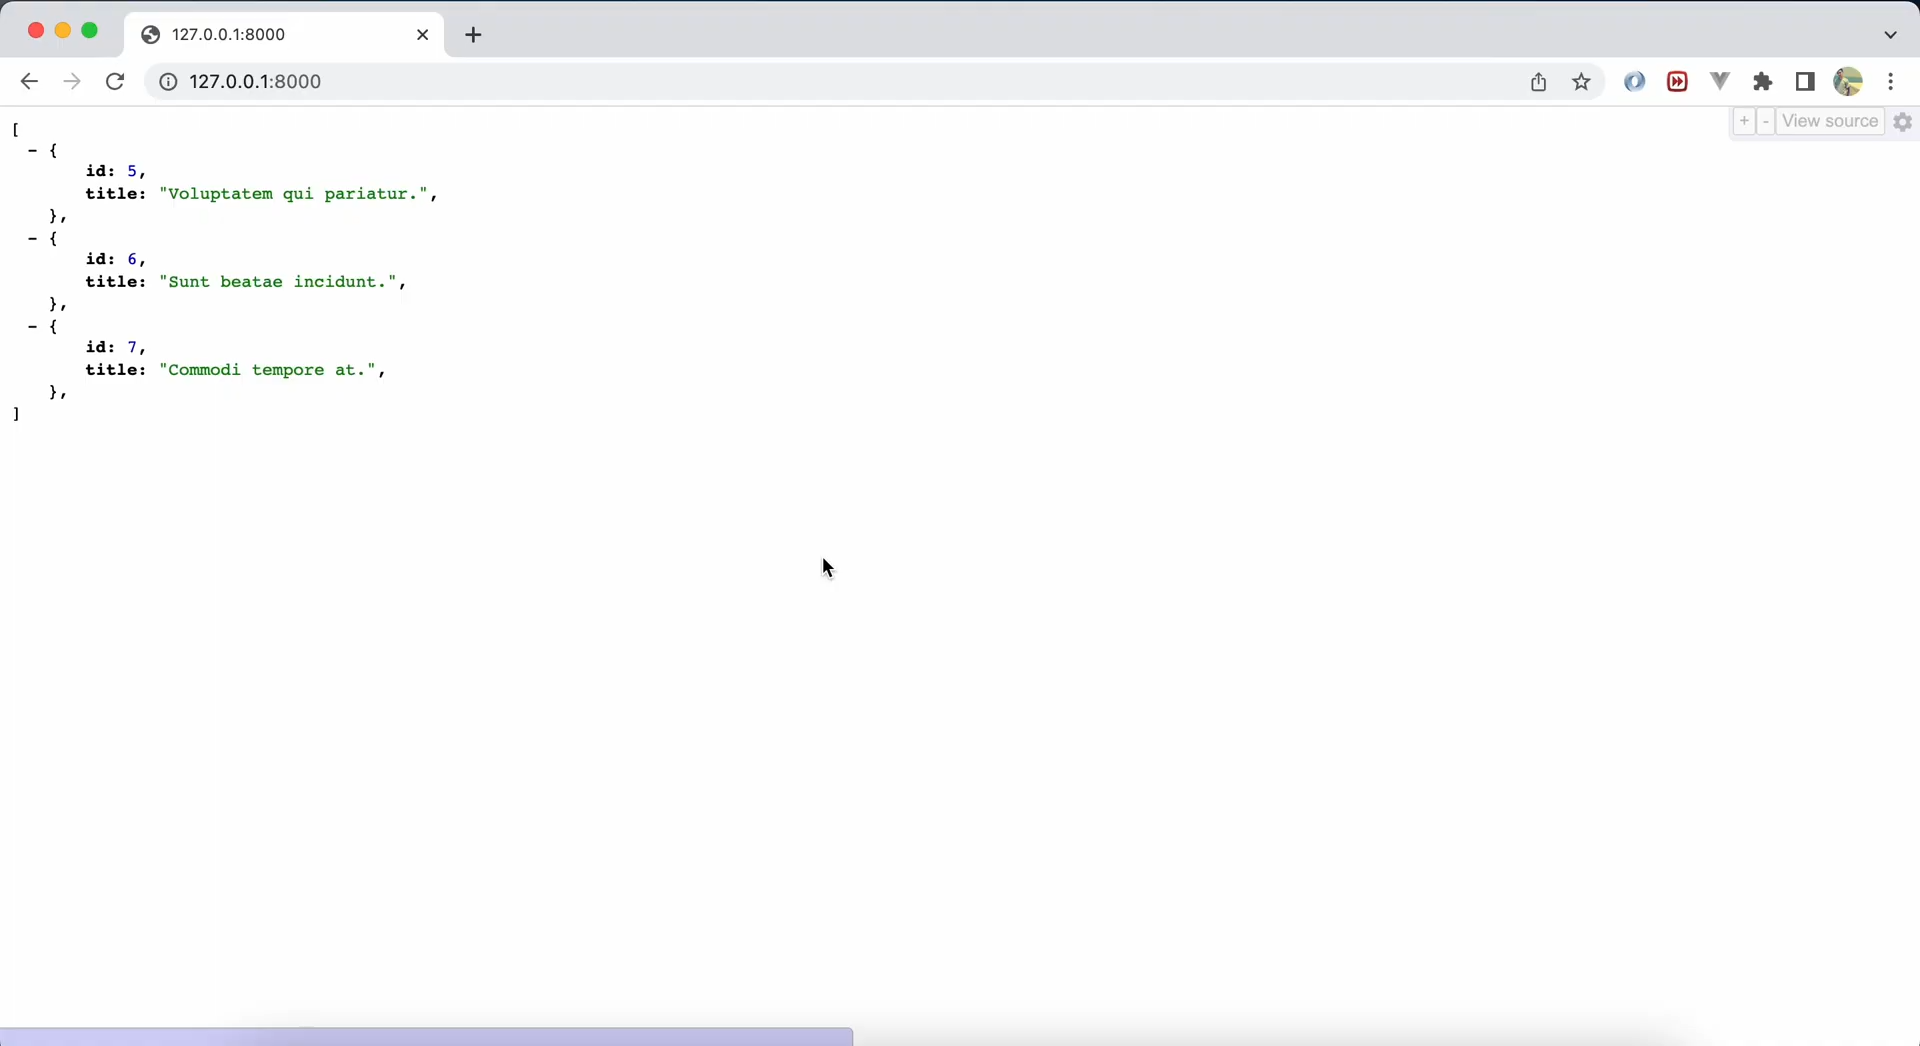 127.0.0.1:8000
127.0.0.1:8000
+ - View source
[
- {
id: 5,
title: "Voluptatem qui pariatur.",
},
- {
id: 6,
title: "Sunt beatae incidunt.",
},
- {
id: 7,
title: "Commodi tempore at.",
},
]